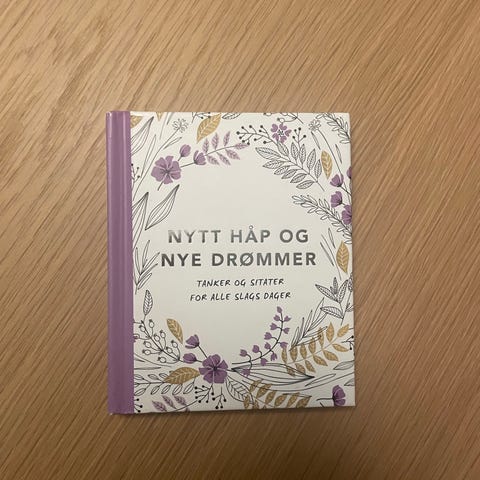 NYTT HÅP OG
NYE DRØMMER
TANKER OG SITATER
FOR ALLE SLAGS DAGER